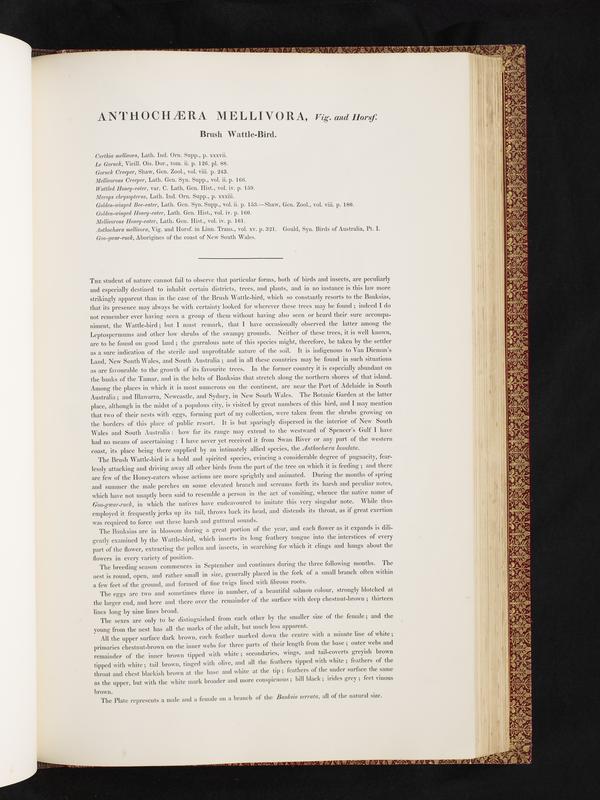 ANTHOCHÆRA MELLIVORA, Vig. and Horsf.
Brush Wattle-Bird.
Certhia mellivora, Lath. Ind. Orn. Supp., p. xxxvii.
Le Goruck, Vieill. Ois. Dor., tom. ii. p. 126. pl. 88.
Goruck Creeper, Shaw, Gen. Zool., vol. viii. p. 243.
Mellivorous Creeper, Lath. Gen. Syn. Supp., vol. ii. p. 166.
Wattled Honey-eater, var. C. Lath. Gen. Hist., vol. iv. p. 159.
Merops chrysopterus, Lath. Ind. Orn. Supp., p. xxxiii.
Golden-winged Bee-eater, Lath. Gen. Syn. Supp., vol. ii. p. 153.—Shaw, Gen. Zool., vol. viii. p. 180.
Golden-winged Honey-eater, Lath. Gen. Hist., vol. iv. p. 160.
Mellivorous Honey-eater, Lath. Gen. Hist., vol. iv. p. 161.
Anthochæra mellivora, Vig. and Horsf. in Linn. Trans., vol. xv. p. 321. Gould, Syn. Birds of Australia, Pt. I.
Goo-gwar-ruck, Aborigines of the coast of New South Wales.
The student of nature cannot fail to observe that particular forms, both of birds and insects, are peculiarly
and especially destined to inhabit certain districts, trees, and plants, and in no instance is this law more
strikingly apparent than in the case of the Brush Wattle-bird, which so constantly resorts to the Banksias,
that its presence may always be with certainty looked for wherever these trees may be found; indeed I do
not remember ever having seen a group of them without having also seen or heard their sure accompa-
niment, the Wattle-bird; but I must remark, that I have occasionally observed the latter among the
Leptospermums and other low shrubs of the swampy grounds. Neither of these trees, it is well known,
are to be found on good land; the garrulous note of this species might, therefore, be taken by the settler
as a sure indication of the sterile and unprofitable nature of the soil. It is indigenous to Van Dieman's
Land, New South Wales, and South Australia; and in all these countries may be found in such situations
as are favourable to the growth of its favourite trees. In the former country it is especially abundant on
the banks of the Tamar, and in the belts of Banksias that stretch along the northern shores of that island.
Among the places in which it is most numerous on the continent, are near the Port of Adelaide in South
Australia; and Illawarra, Newcastle, and Sydney, in New South Wales. The Botanic Garden at the latter
place, although in the midst of a populous city, is visited by great numbers of this bird, and I may mention
that two of their nests with eggs, forming part of my collection, were taken from the shrubs growing on
the borders of this place of public resort. It is but sparingly dispersed in the interior of New South
Wales and South Australia: how far its range may extend to the westward of Spencer's Gulf I have
had no means of ascertaining: I have never yet received it from Swan River or any part of the western
coast, its place being there supplied by an intimately allied species, the Anthochæra lunulata.
The Brush Wattle-bird is a bold and spirited species, evincing a considerable degree of pugnacity, fear-
lessly attacking and driving away all other birds from the part of the tree on which it is feeding; and there
are few of the Honey-eaters whose actions are more sprightly and animated. During the months of spring
and summer the male perches on some elevated branch and screams forth its harsh and peculiar notes,
which have not unaptly been said to resemble a person in the act of vomiting, whence the native name of
Goo-gwar-ruck, in which the natives have endeavoured to imitate this very singular note. While thus
employed it frequently jerks up its tail, throws back its head, and distends its throat, as if great exertion
was required to force out these harsh and guttural sounds.
The Banksias are in blossom during a great portion of the year, and each flower as it expands is dili-
gently examined by the Wattle-bird, which inserts its long feathery tongue into the interstices of every
part of the flower, extracting the pollen and insects, in searching for which it clings and hangs about the
flowers in every variety of position.
The breeding season commences in September and continues during the three following months. The
nest is round, open, and rather small in size, generally placed in the fork of a small branch often within
a few feet of the ground, and formed of fine twigs lined with fibrous roots.
The eggs are two and sometimes three in number, of a beautiful salmon colour, strongly blotched at
the larger end, and here and there over the remainder of the surface with deep chestnut-brown; thirteen
lines long by nine lines broad.
The sexes are only to be distinguished from each other by the smaller size of the female; and the
young from the nest has all the marks of the adult, but much less apparent.
All the upper surface dark brown, each feather marked down the centre with a minute line of white;
primaries chestnut-brown on the inner webs for three parts of their length from the base; outer webs and
remainder of the inner brown tipped with white; secondaries, wings, and tail-coverts greyish brown
tipped with white; tail brown, tinged with olive, and all the feathers tipped with white; feathers of the
throat and chest blackish brown at the base and white at the tip; feathers of the under surface the same
as the upper, but with the white mark broader and more conspicuous; bill black; irides grey; feet vinous
brown.
The Plate represents a male and a female on a branch of the Banksia serrata, all of the natural size.